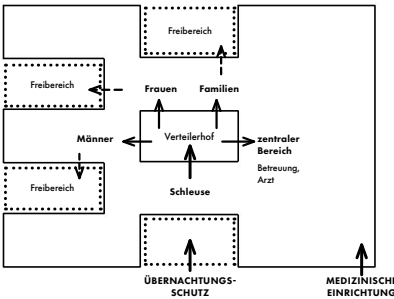 Freibereich
Freibereich
Frauen
Familien
Männer
Verteilerhof
zentraler
Bereich
Betreuung,
Arzt
Freibereich
Schleuse
ÜBERNACHTUNGS-
SCHUTZ
MEDIZINISCHE
EINRICHTUNG